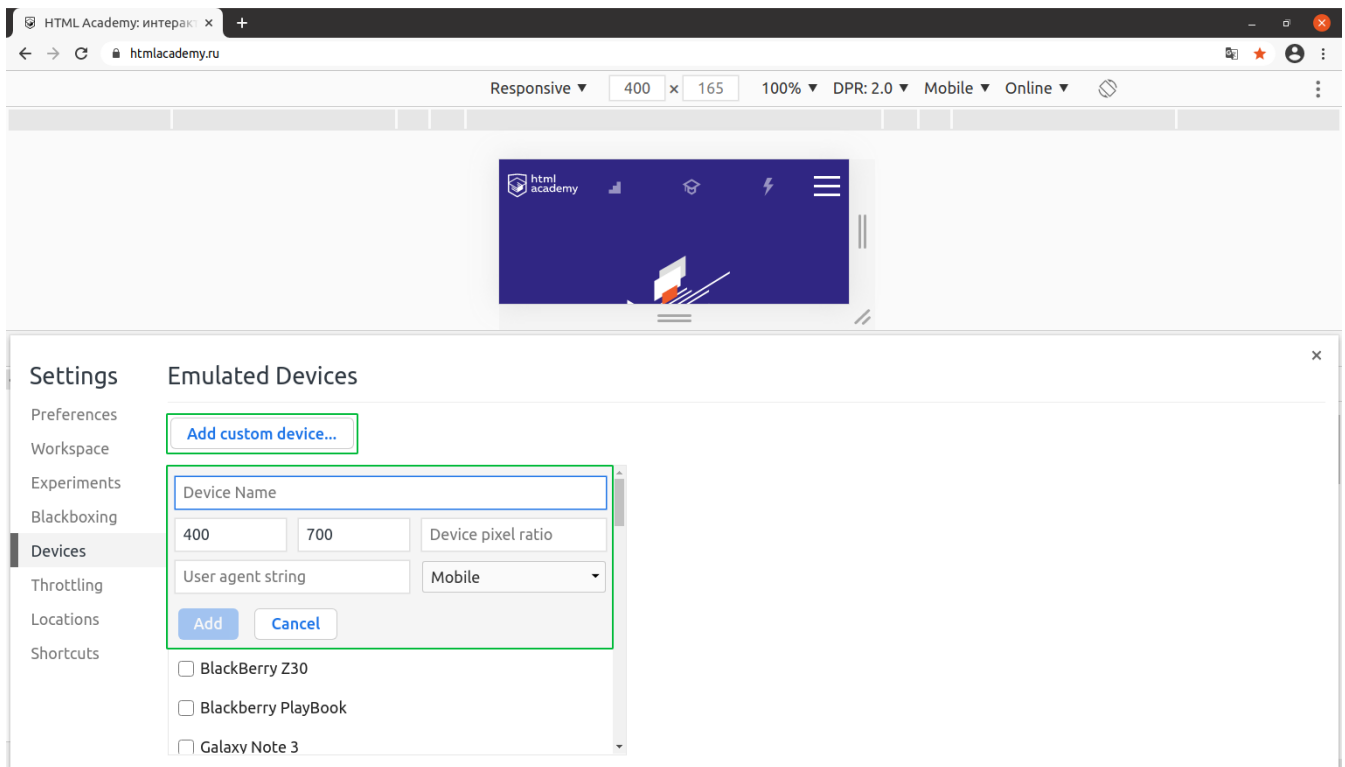 HTML Academy: интерак
htmlacademy.ru
Responsive ▼ 400 × 165 100% ▼ DPR: 2.0 ▼ Mobile ▼ Online ▼
html
academy
Settings
Preferences
Workspace
Experiments
Blackboxing
Devices
Throttling
Locations
Shortcuts
Emulated Devices
Add custom device...
Device Name
400 700 Device pixel ratio
User agent string Mobile
Add Cancel
BlackBerry Z30
Blackberry PlayBook
Galaxy Note 3